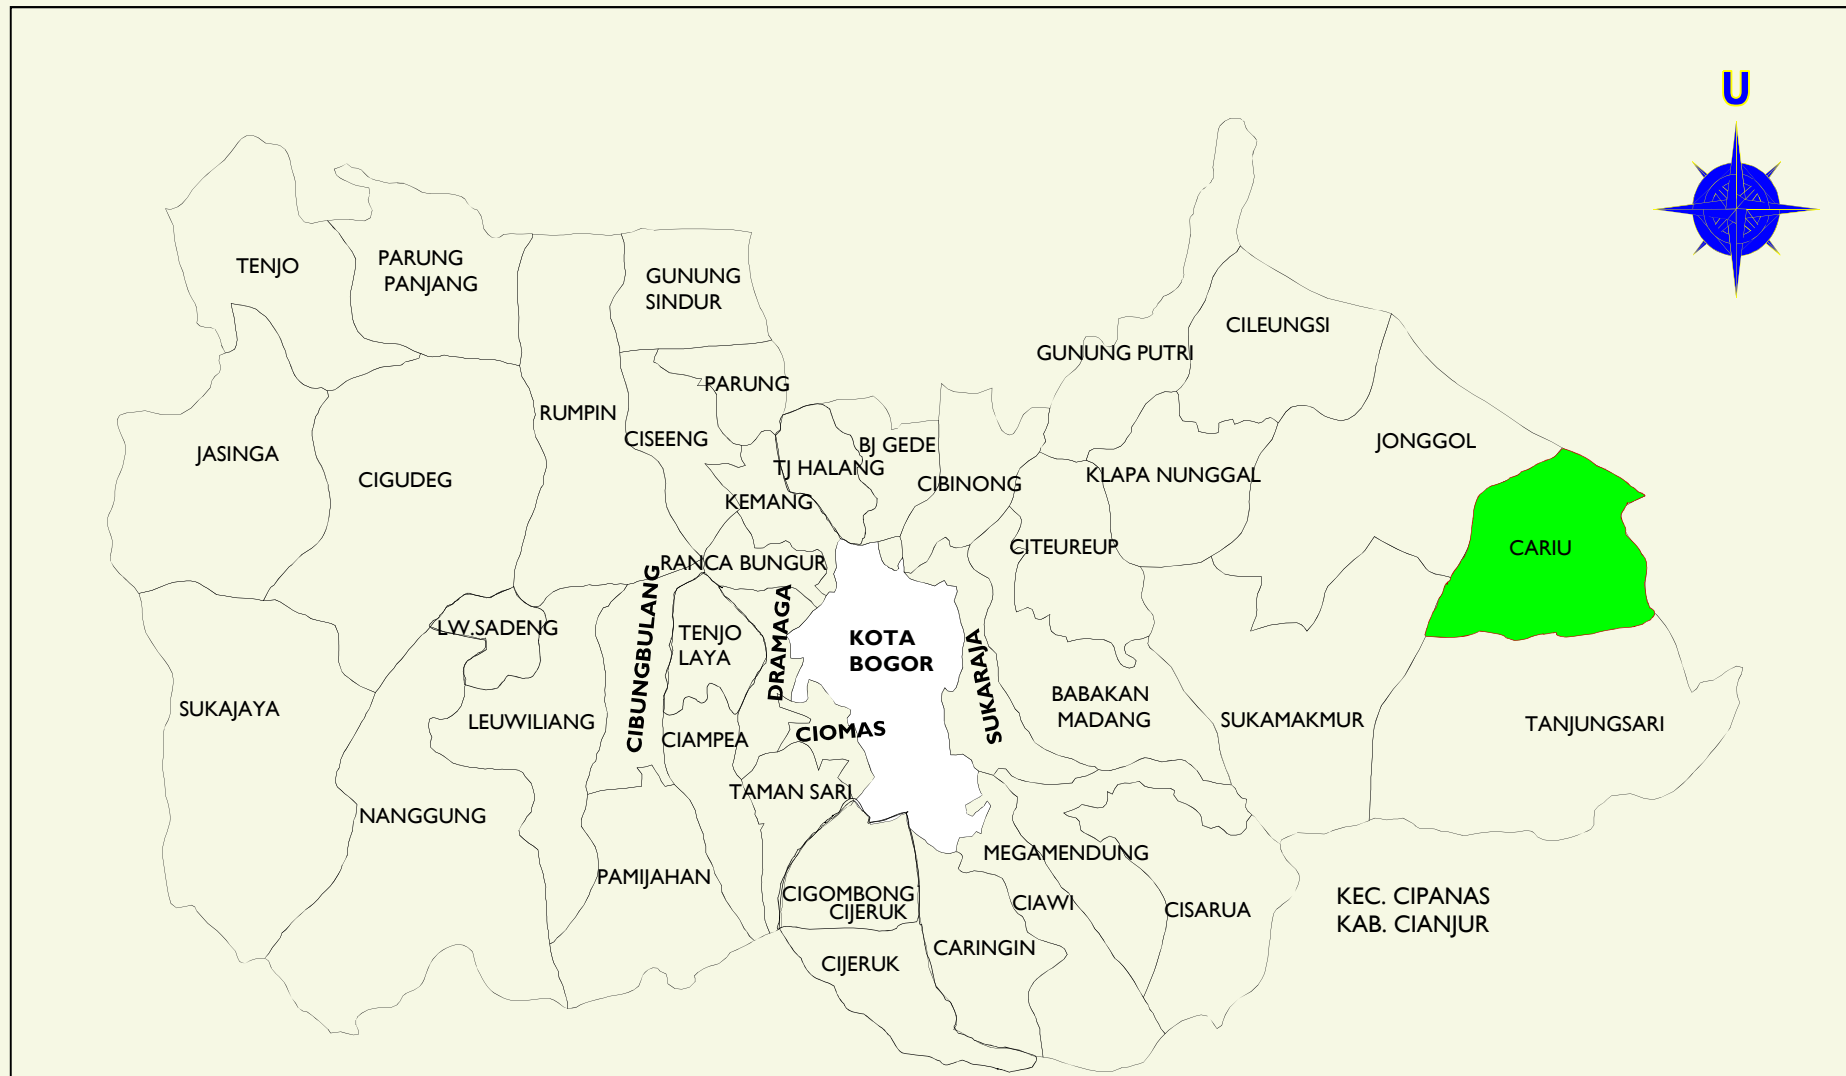 U
TENJO
PARUNG
PANJANG
GUNUNG
SINDUR
CILEUNGSI
GUNUNG PUTRI
PARUNG
RUMPIN
CISEENG
BJ GEDE
JONGGOL
JASINGA
TJ HALANG
CIGUDEG
CIBINONG
KLAPA NUNGGAL
KEMANG
CITEUREUP
CARIU
RANCA BUNGUR
LW.SADENG
CIBUNGBULANG
TENJO
LAYA
DRAMAGA
KOTA
BOGOR
SUKARAJA
BABAKAN
MADANG
SUKAJAYA
LEUWILIANG
CIAMPEA
CIOMAS
SUKAMAKMUR
TANJUNGSARI
TAMAN SARI
NANGGUNG
MEGAMENDUNG
PAMIJAHAN
CIGOMBONG
CIJERUK
CIAWI
CISARUA
KEC. CIPANAS
KAB. CIANJUR
CARINGIN
CIJERUK